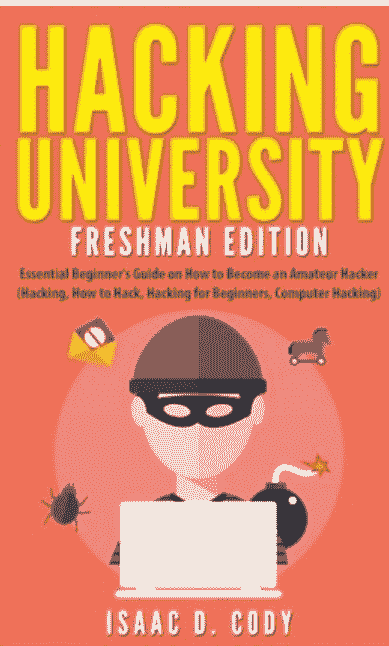 HACKING
UNIVERSITY
FRESHMAN EDITION
Essential Beginner's Guide on How to Become an Amateur Hacker
(Hacking, How to Hack, Hacking for Beginners, Computer Hacking)
ISAAC D. CODY